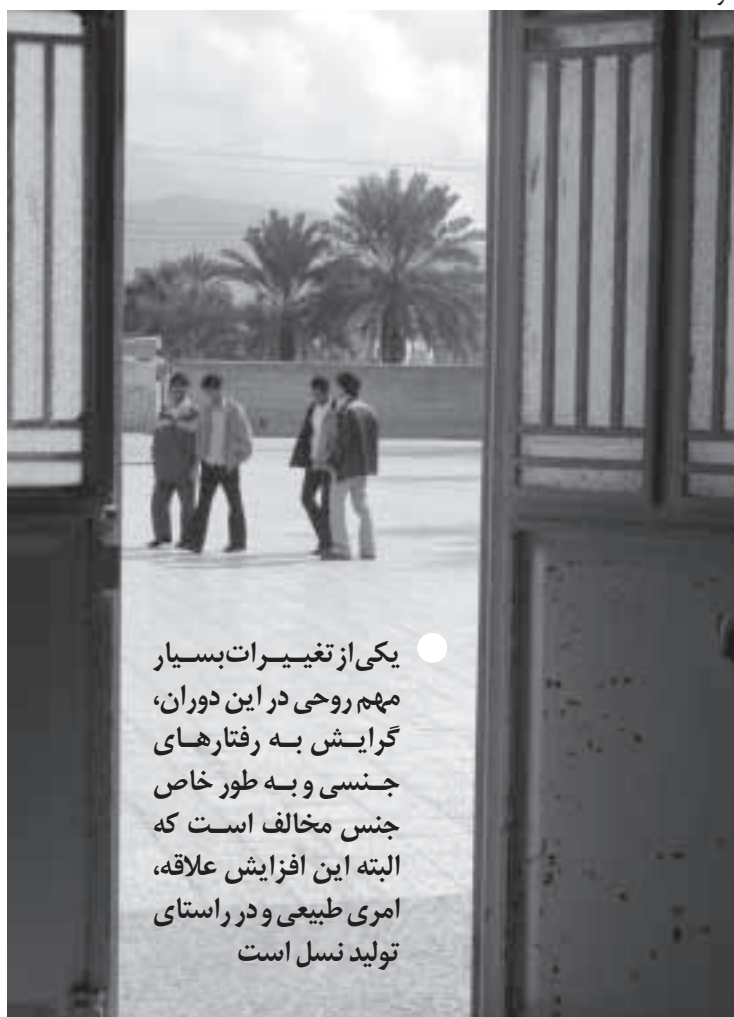 یکی از تغییرات بسیار
مهم روحی در این دوران،
گرایش به رفتارهای
جنسی و به طور خاص
جنس مخالف است که
البته این افزایش علاقه،
امری طبیعی و در راستای
تولید نسل است